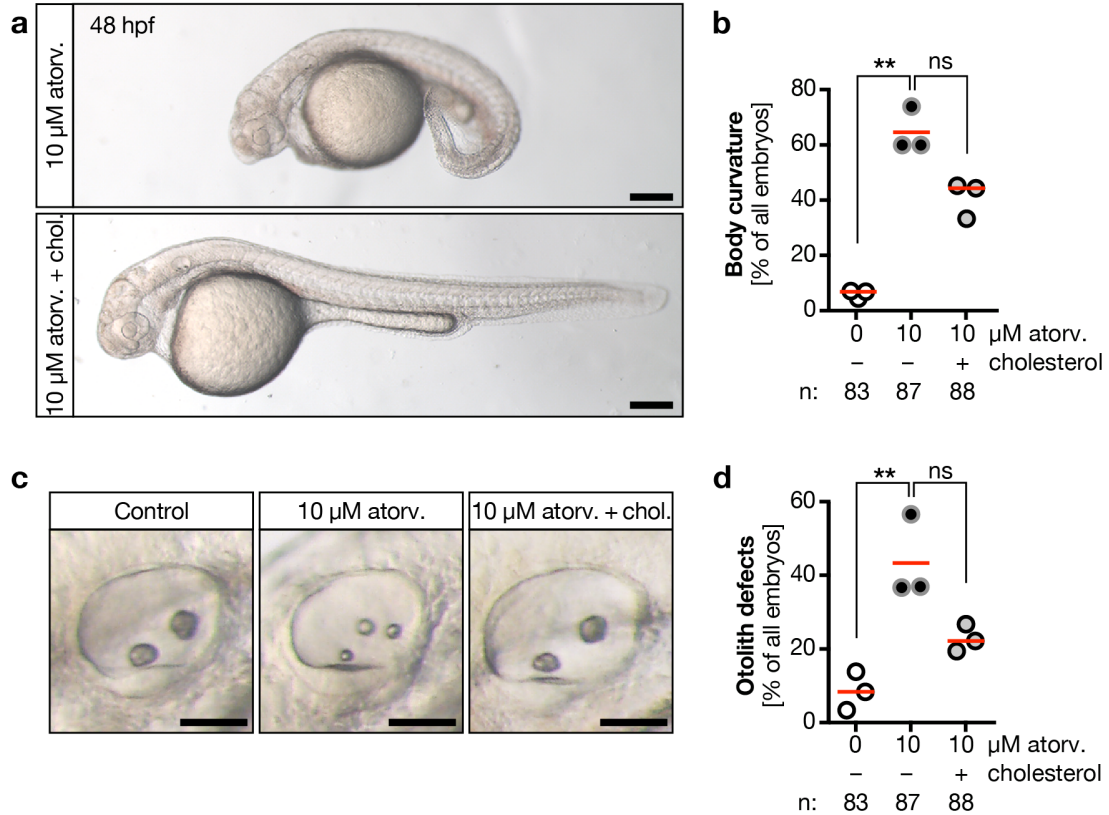 a
48 hpf
10 µM atorv.
10 µM atorv. + chol.
b
** ns
Body curvature
[% of all embryos]
80
60
40
20
0
0 10 10 µM atorv.
– – + cholesterol
n: 83 87 88
c
Control
10 µM atorv.
10 µM atorv. + chol.
d
** ns
Otolith defects
[% of all embryos]
60
40
20
0
0 10 10 µM atorv.
– – + cholesterol
n: 83 87 88